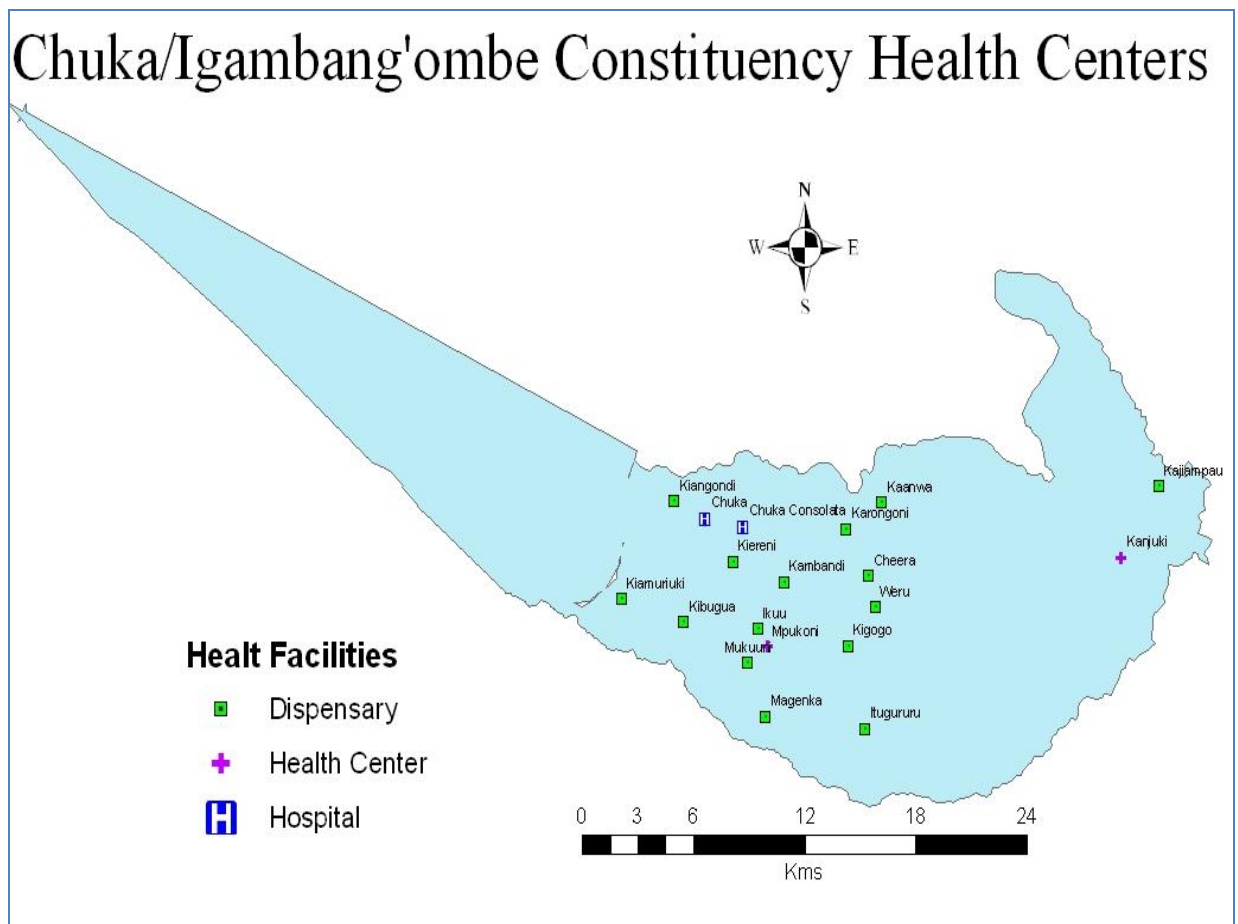 Chuka/Igambang'ombe Constituency Health Centers
N
W E
S
Kajiampau
Kiangondi
Kaanwa
Chuka
Chuka Consolata
Karongoni
Kanjuki
Kiereni
Kambandi
Cheera
Kiamuriuki
Weru
Kibugua
Ikuu
Mpukoni
Kigogo
Mukuuri
Magenka
Itugururu
Healt Facilities
Dispensary
Health Center
H Hospital
0 3 6 12 18 24
Kms